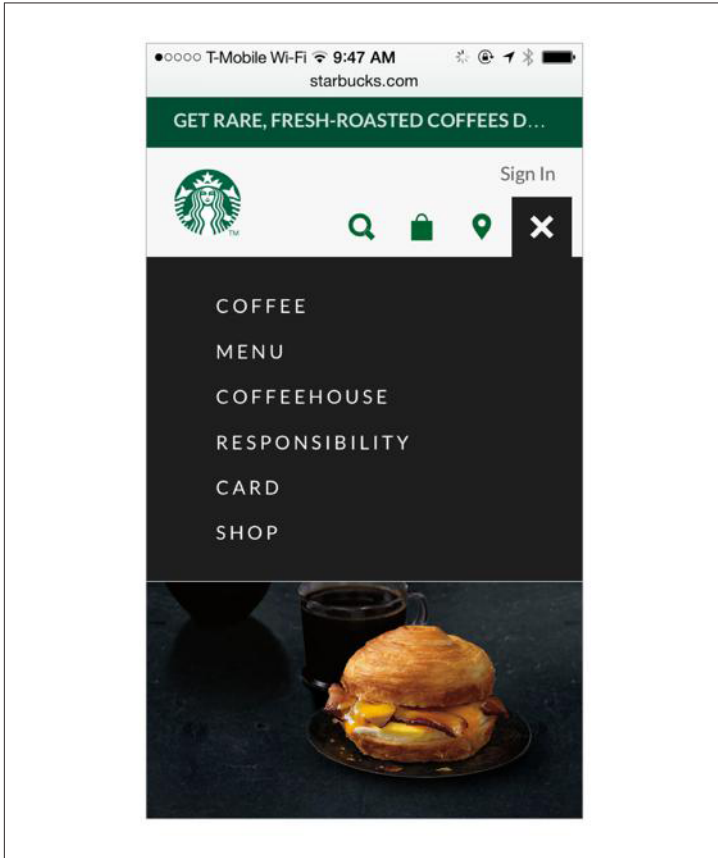 T-Mobile Wi-Fi 9:47 AM
starbucks.com
GET RARE, FRESH-ROASTED COFFEES D...
Sign In
TM
COFFEE
MENU
COFFEEHOUSE
RESPONSIBILITY
CARD
SHOP